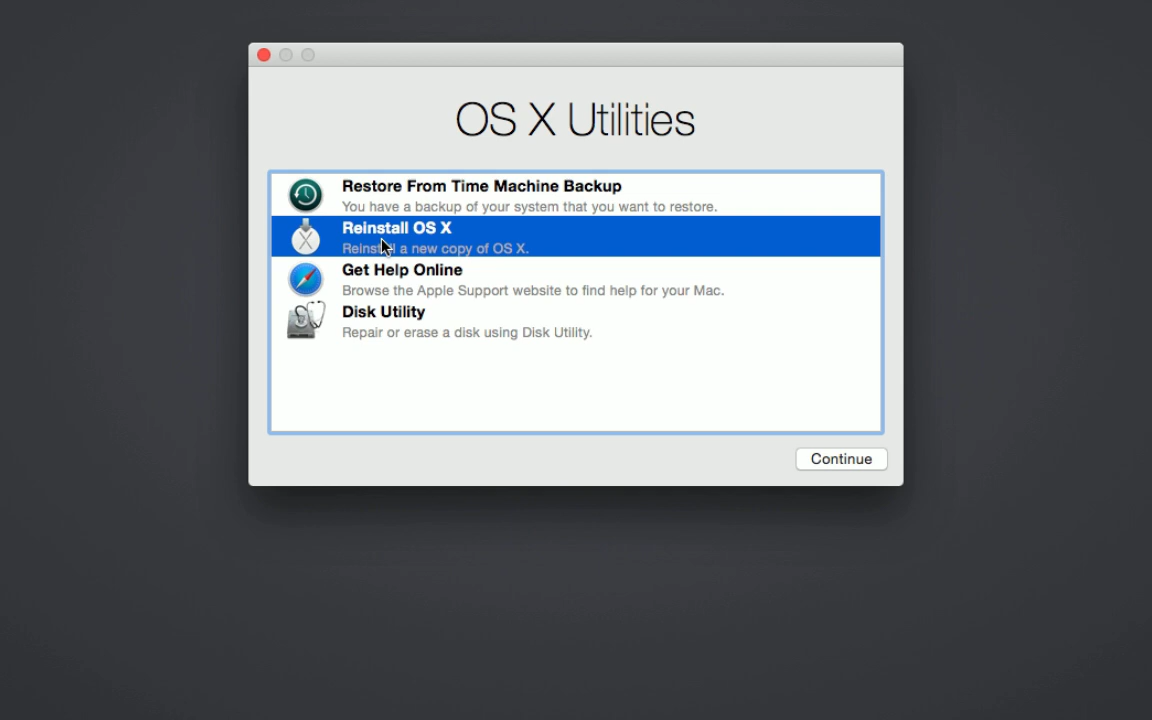 OS X Utilities
Restore From Time Machine Backup
You have a backup of your system that you want to restore.
Reinstall OS X
Reinstall a new copy of OS X.
Get Help Online
Browse the Apple Support website to find help for your Mac.
Disk Utility
Repair or erase a disk using Disk Utility.
Continue